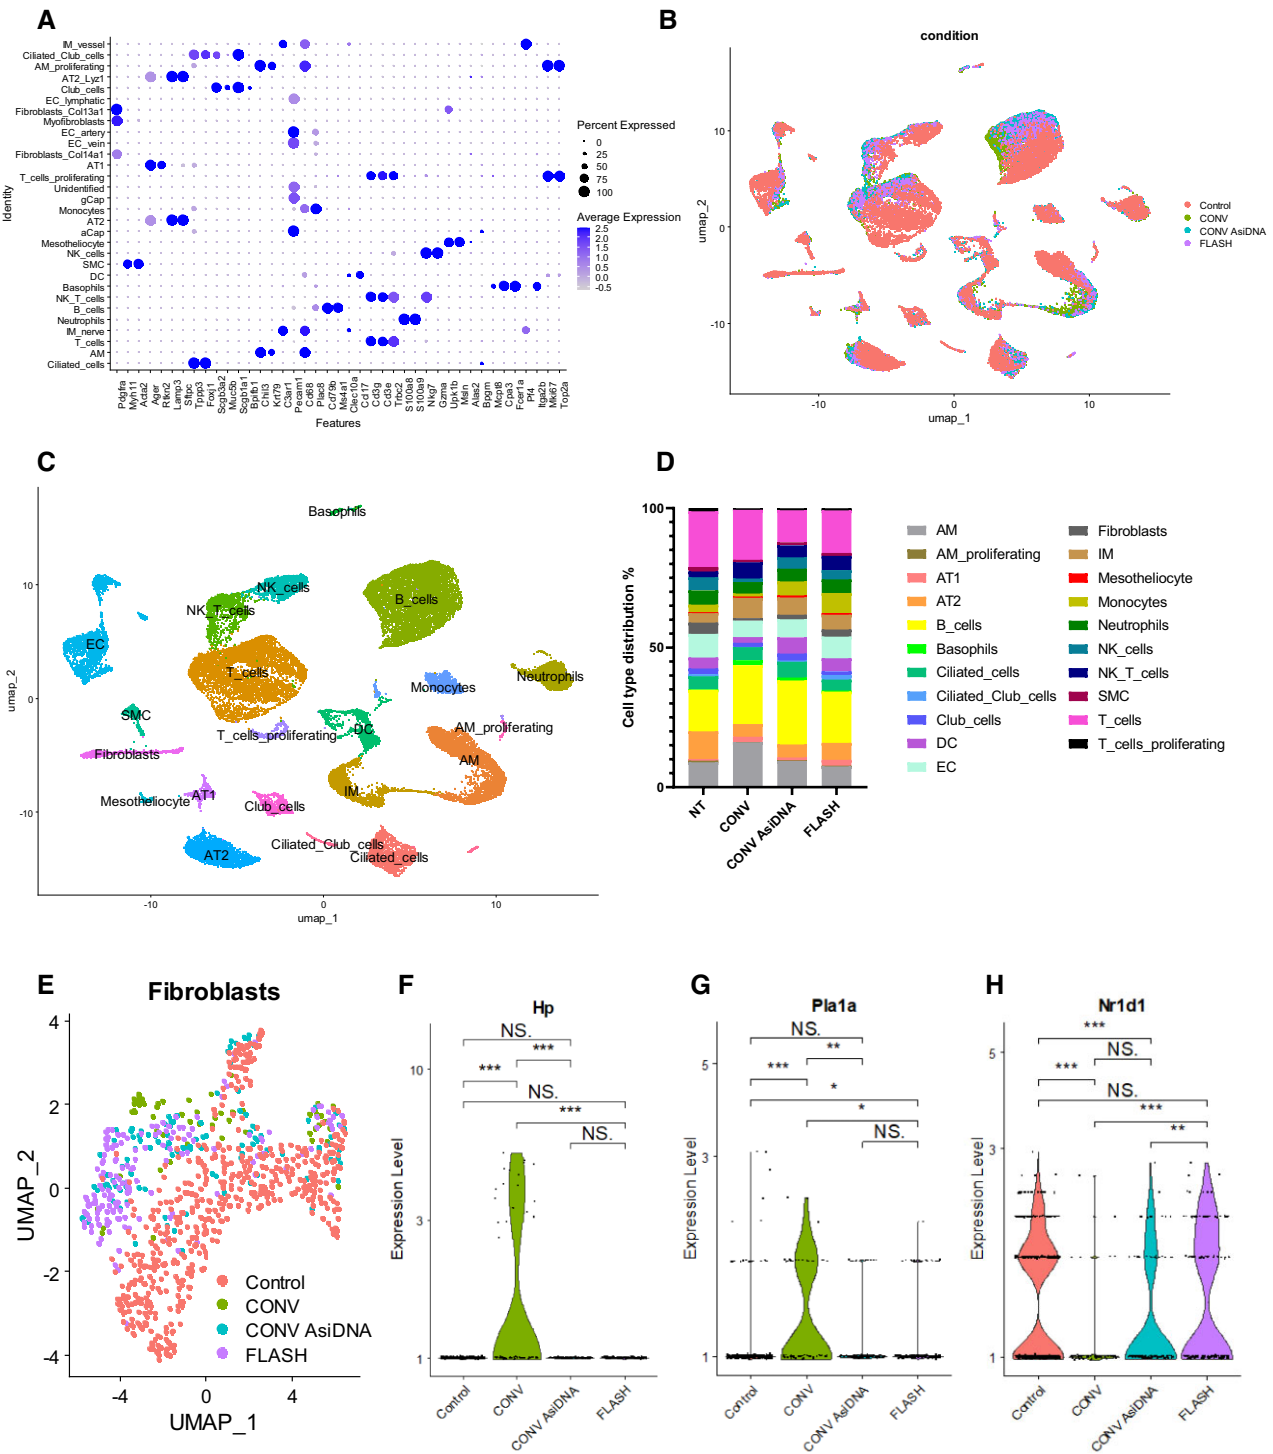 A
IM_vessel
Ciliated_Club_cells
AM_proliferating
AT2_Lyz1
Club_cells
EC_lymphatic
Fibroblasts_Col13a1
Myofibroblasts
EC_artery
EC_vein
Fibroblasts_Col14a1
AT1
T_cells_proliferating
Unidentified
gCap
Monocytes
AT2
aCap
Mesotheliocyte
NK_cells
SMC
DC
Basophils
NK_T_cells
B_cells
Neutrophils
IM_nerve
T_cells
AM
Ciliated_cells
Identity
Pdgfra
Myh11
Acta2
Ager
Rtkn2
Lamp3
Sftpc
Tppp3
Foxj1
Scgb3a2
Muc5b
Scgb1a1
Bpifb1
Chil3
Krt79
C3ar1
Pecam1
Cd68
Plac8
Cd79b
Ms4a1
Clec10a
Cd17
Cd3g
Cd3e
Trbc2
S100a8
S100a9
Nkg7
Gzma
Upk1b
Msln
Alas2
Bpgm
Mcpt8
Cpa3
Fcer1a
Pf4
Itga2b
Mki67
Top2a
Features
Percent Expressed
0
25
50
75
100
Average Expression
2.5
2.0
1.5
1.0
0.5
0.0
-0.5
B
condition
10
0
-10
umap_2
-10
0
10
umap_1
Control
CONV
CONV AsiDNA
FLASH
C
Basophils
NK_cells
NK_T_cells
B_cells
EC
T_cells
Monocytes
Neutrophils
SMC
T_cells_proliferating
DC
AM_proliferating
Fibroblasts
AM
Mesotheliocyte
AT1
IM
Club_cells
AT2
Ciliated_Club_cells
Ciliated_cells
10
0
-10
umap_2
-10
0
10
umap_1
D
100
50
0
Cell type distribution %
NT
CONV
CONV AsiDNA
FLASH
AM
AM_proliferating
AT1
AT2
B_cells
Basophils
Ciliated_cells
Ciliated_Club_cells
Club_cells
DC
EC
Fibroblasts
IM
Mesotheliocyte
Monocytes
Neutrophils
NK_cells
NK_T_cells
SMC
T_cells
T_cells_proliferating
E
Fibroblasts
4
2
0
-2
-4
UMAP_2
-4
0
4
UMAP_1
Control
CONV
CONV AsiDNA
FLASH
F
Hp
NS.
***
***
NS.
***
NS.
10
3
1
Expression Level
Control
CONV
CONV AsiDNA
FLASH
G
Pla1a
NS.
**
***
*
*
NS.
5
3
1
Expression Level
Control
CONV
CONV AsiDNA
FLASH
H
Nr1d1
***
NS.
***
NS.
***
**
5
3
1
Expression Level
Control
CONV
CONV AsiDNA
FLASH